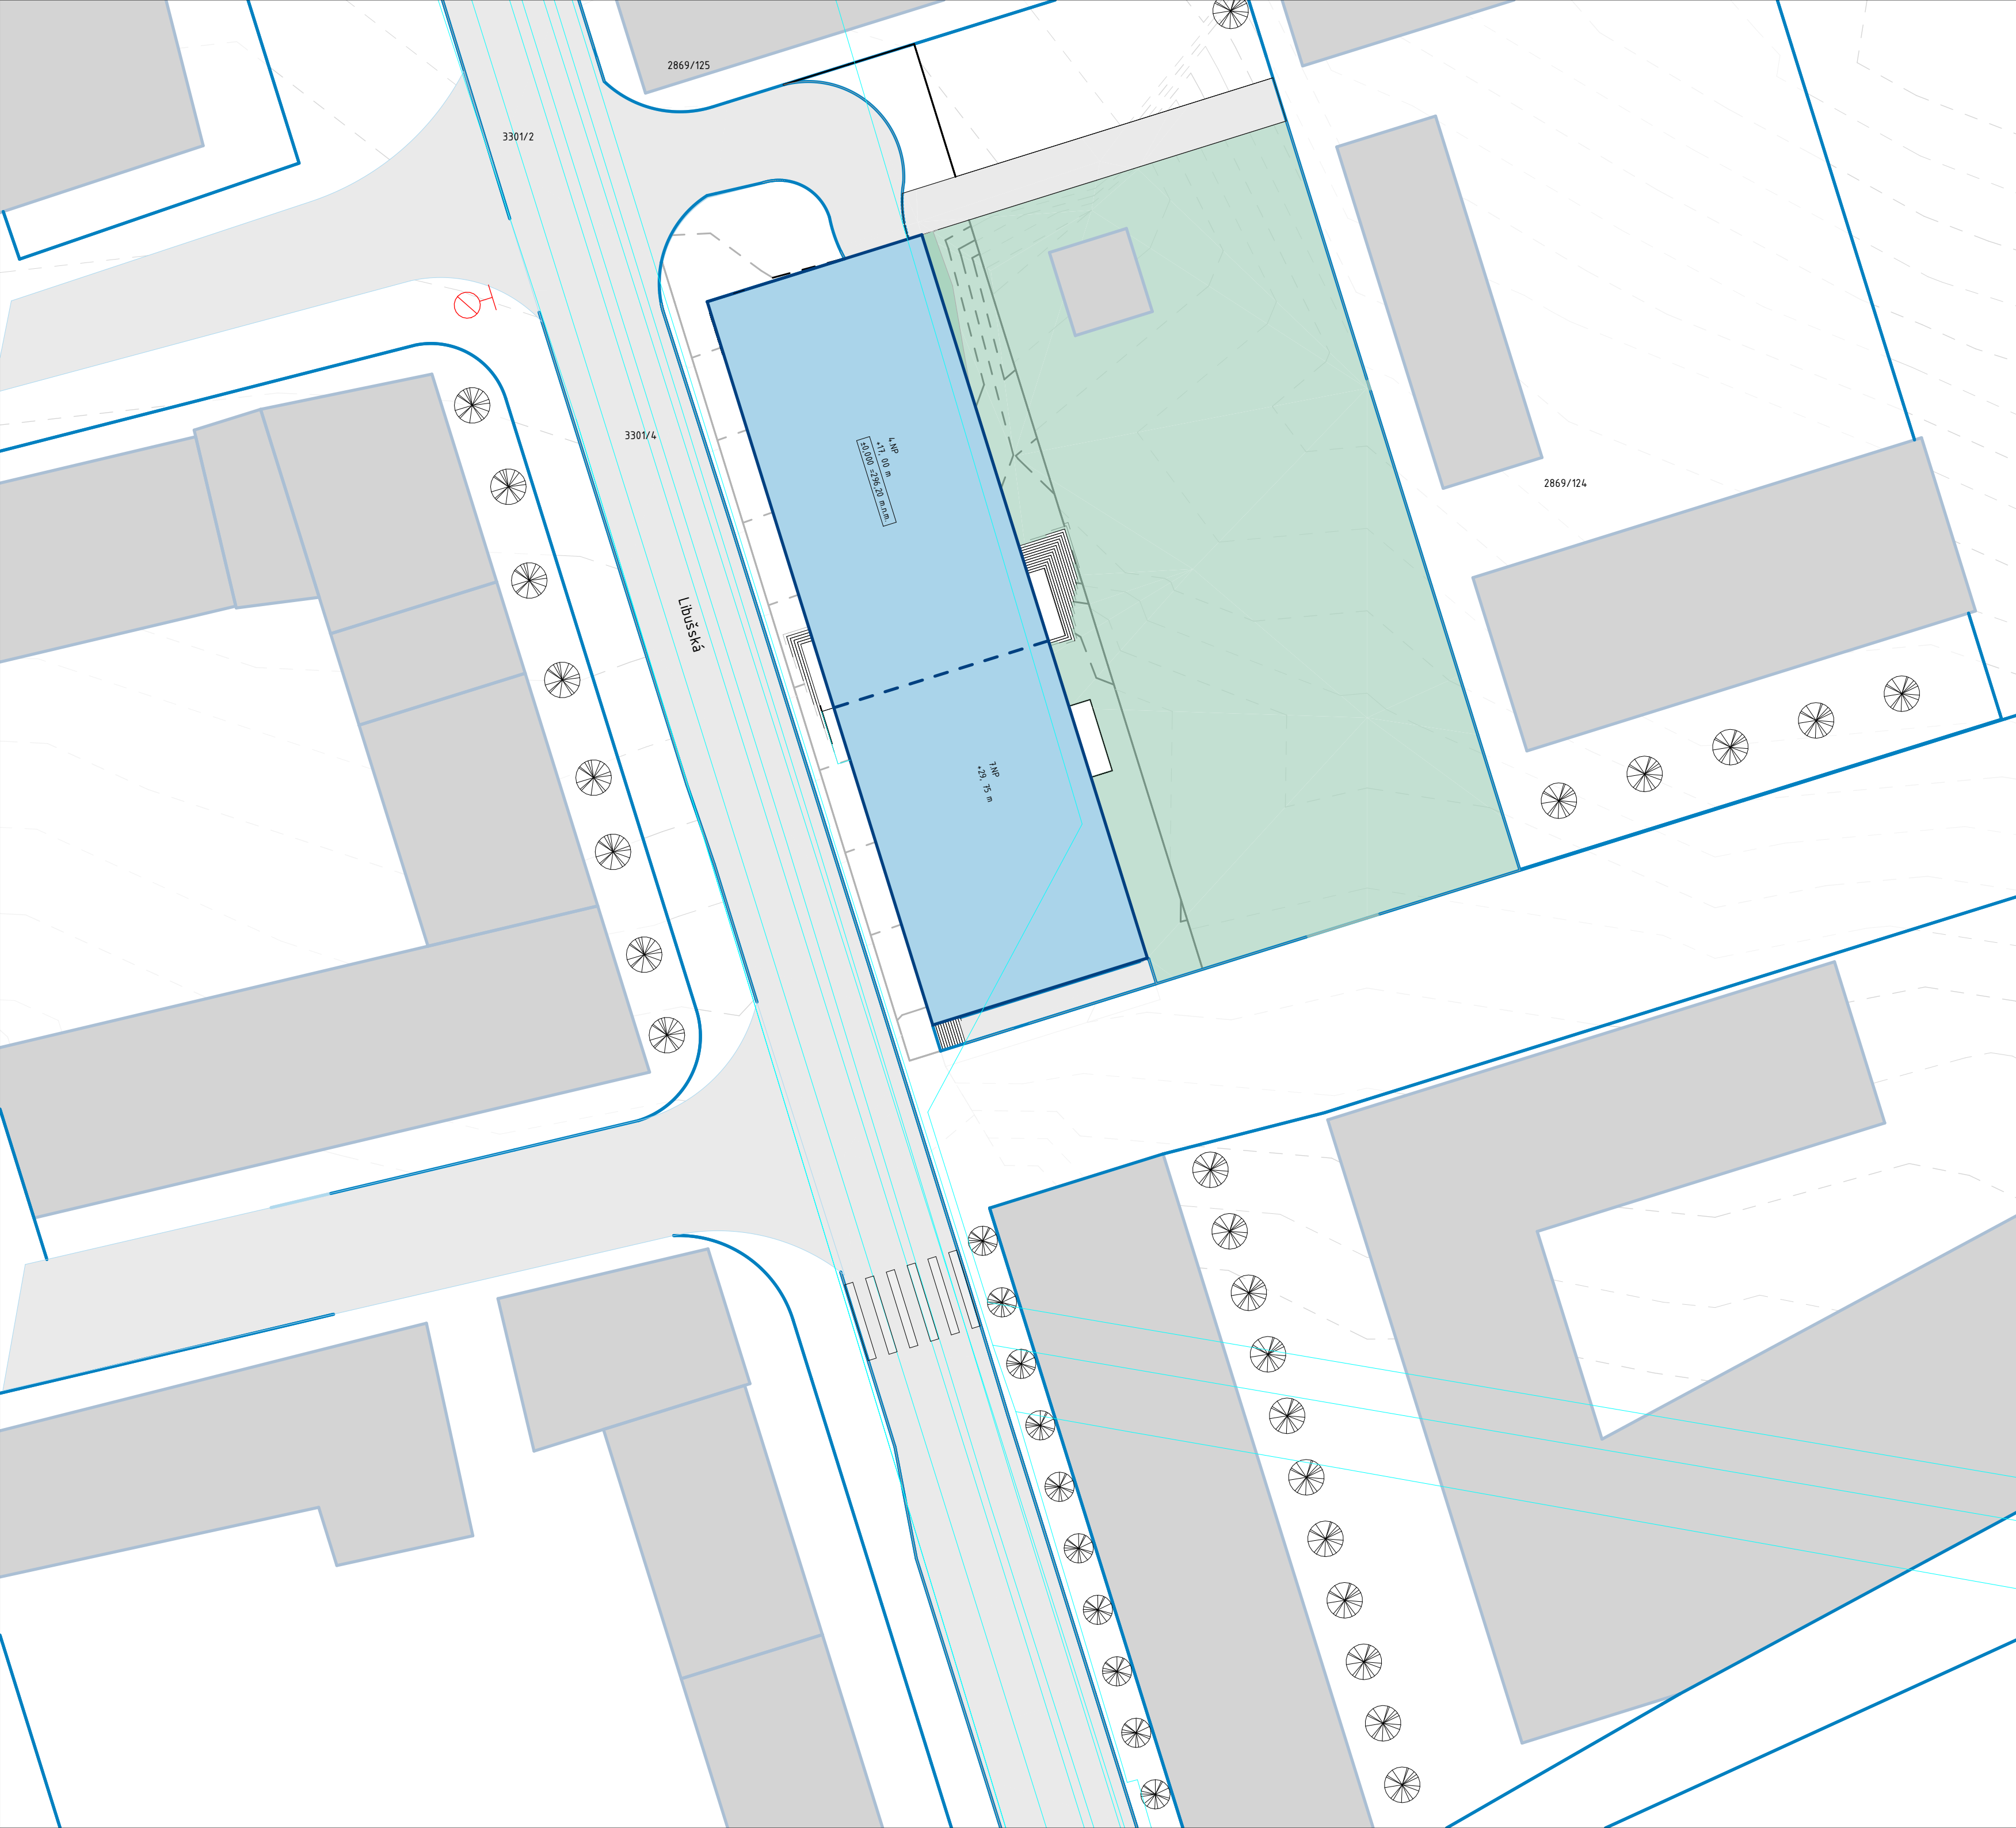 2869/125
3301/2
3301/4
4.NP
+17, 00 m
±0,000 =296,20 m.n.m.
2869/124
Libušská
7.NP
+29, 75 m